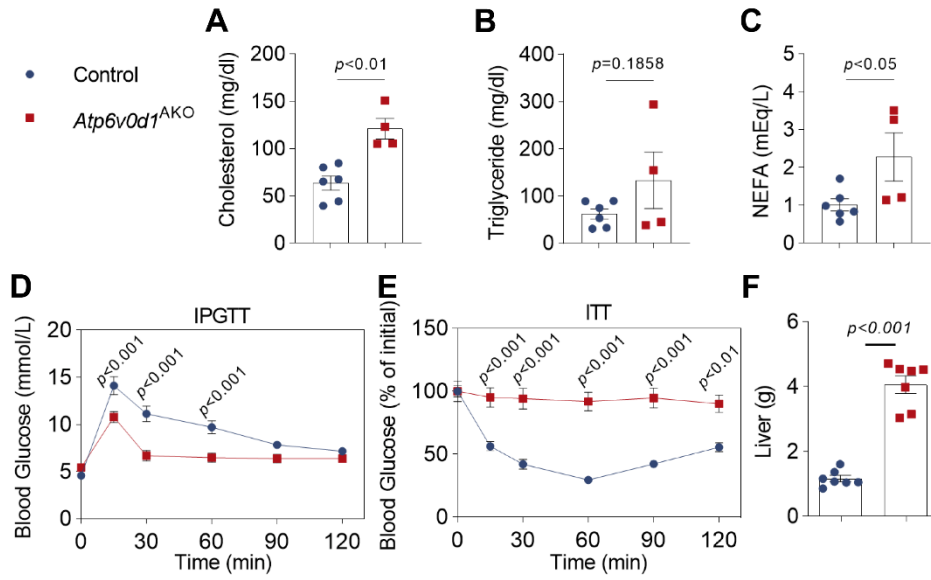 Control
Atp6v0d1AKO
A
Cholesterol (mg/dl)
p<0.01
150
100
50
0
B
Triglyceride (mg/dl)
p=0.1858
400
300
200
100
0
C
NEFA (mEq/L)
p<0.05
5
4
3
2
1
0
D
IPGTT
Blood Glucose (mmol/L)
20
15
10
5
0
p<0.001
p<0.001
p<0.001
0 30 60 90 120
Time (min)
E
ITT
Blood Glucose (% of initial)
150
100
50
0
p<0.001
p<0.001
p<0.001
p<0.001
p<0.01
0 30 60 90 120
Time (min)
F
Liver (g)
p<0.001
6
4
2
0